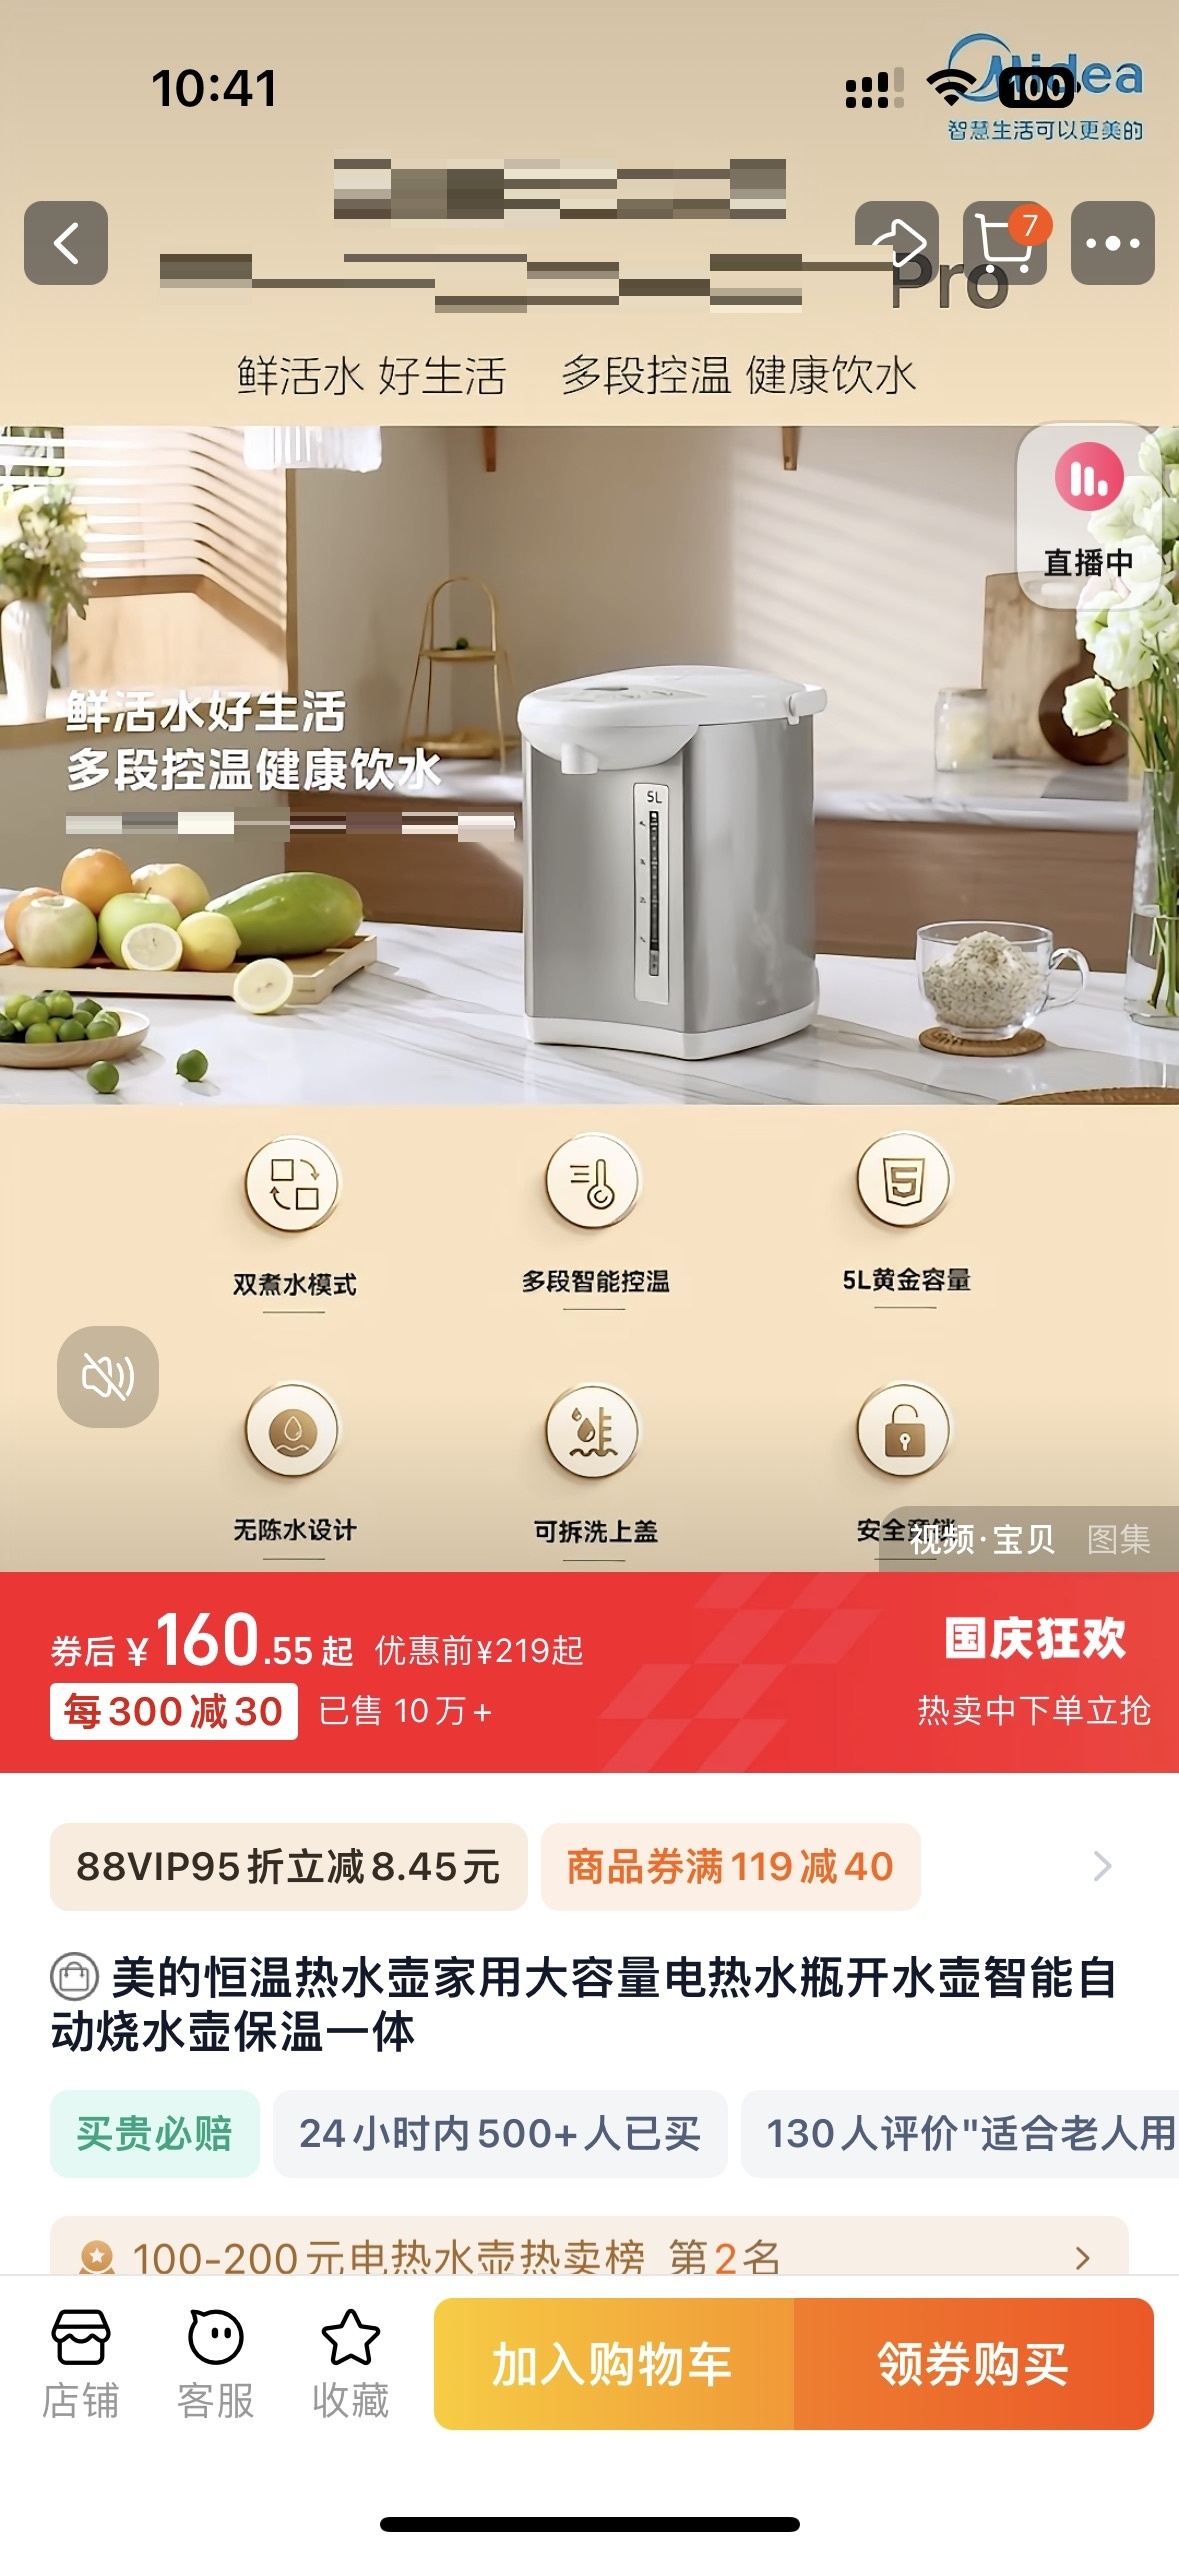 10:41
100
Midea
智慧生活可以更美的
7
Pro
鲜活水 好生活 多段控温 健康饮水
直播中
鲜活水好生活
多段控温健康饮水
5L
双煮水模式
多段智能控温
5L黄金容量
无陈水设计
可拆洗上盖
安全
视频·宝贝 图集
券后¥160.55起 优惠前¥219起
国庆狂欢
每300减30 已售 10万+
热卖中下单立抢
88VIP95折立减8.45元
商品券满119减40
美的恒温热水壶家用大容量电热水瓶开水壶智能自
动烧水壶保温一体
买贵必赔
24小时内500+人已买
130人评价"适合老人用
100-200元电热水壶热卖榜 第2名
店铺
客服
收藏
加入购物车
领券购买